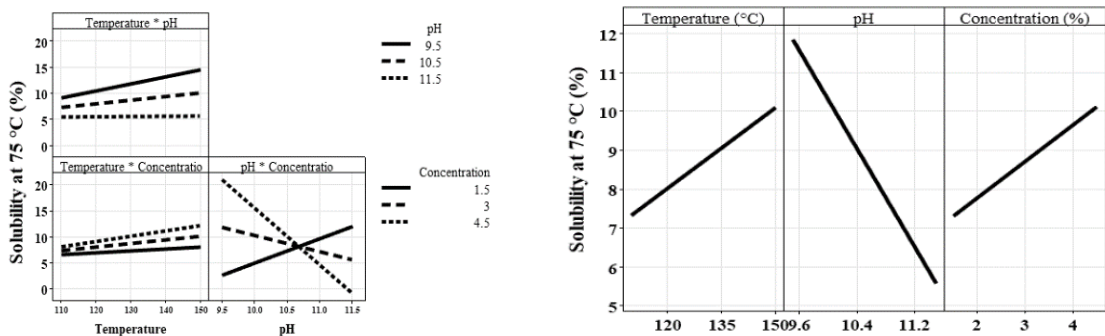 Temperature * pH
20
15
10
5
0
pH
9.5
10.5
11.5
Solubility at 75 °C (%)
Temperature * Concentratio
pH * Concentratio
20
15
10
5
0
Concentration
1.5
3
4.5
110 120 130 140 150 9.5 10.0 10.5 11.0 11.5
Temperature
pH
Temperature (°C)
pH
Concentration (%)
Solubility at 75 °C (%)
12
11
10
9
8
7
6
5
120 135 150 9.6 10.4 11.2 2 3 4